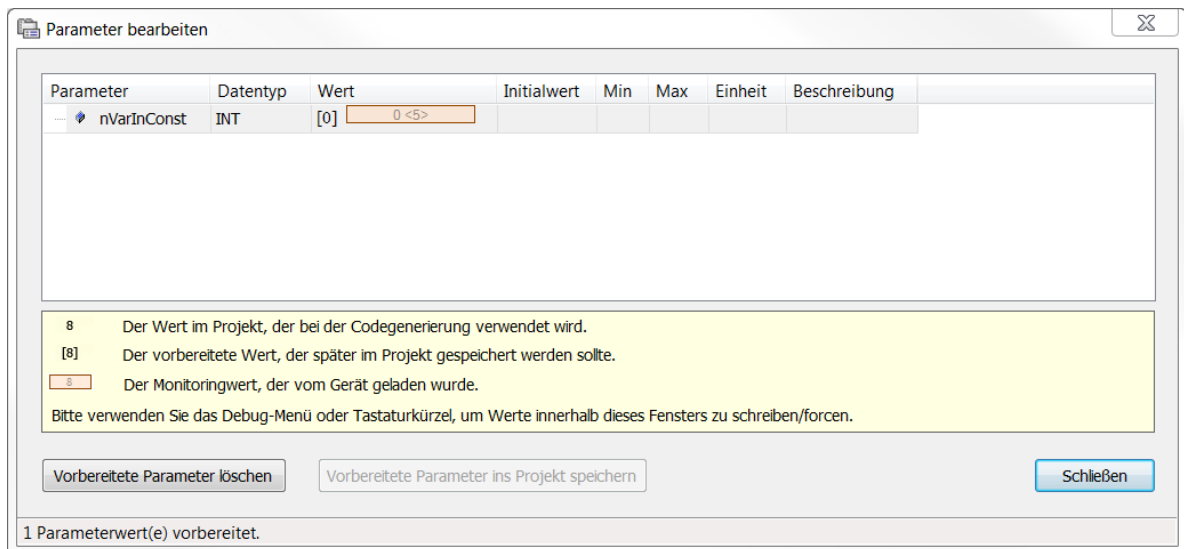 Parameter bearbeiten
Parameter Datentyp Wert Initialwert Min Max Einheit Beschreibung
nVarInConst INT [0] 0 <5>
8 Der Wert im Projekt, der bei der Codegenerierung verwendet wird.
[8] Der vorbereitete Wert, der später im Projekt gespeichert werden sollte.
8 Der Monitoringwert, der vom Gerät geladen wurde.
Bitte verwenden Sie das Debug-Menü oder Tastaturkürzel, um Werte innerhalb dieses Fensters zu schreiben/forcen.
Vorbereitete Parameter löschen Vorbereitete Parameter ins Projekt speichern Schließen
1 Parameterwert(e) vorbereitet.